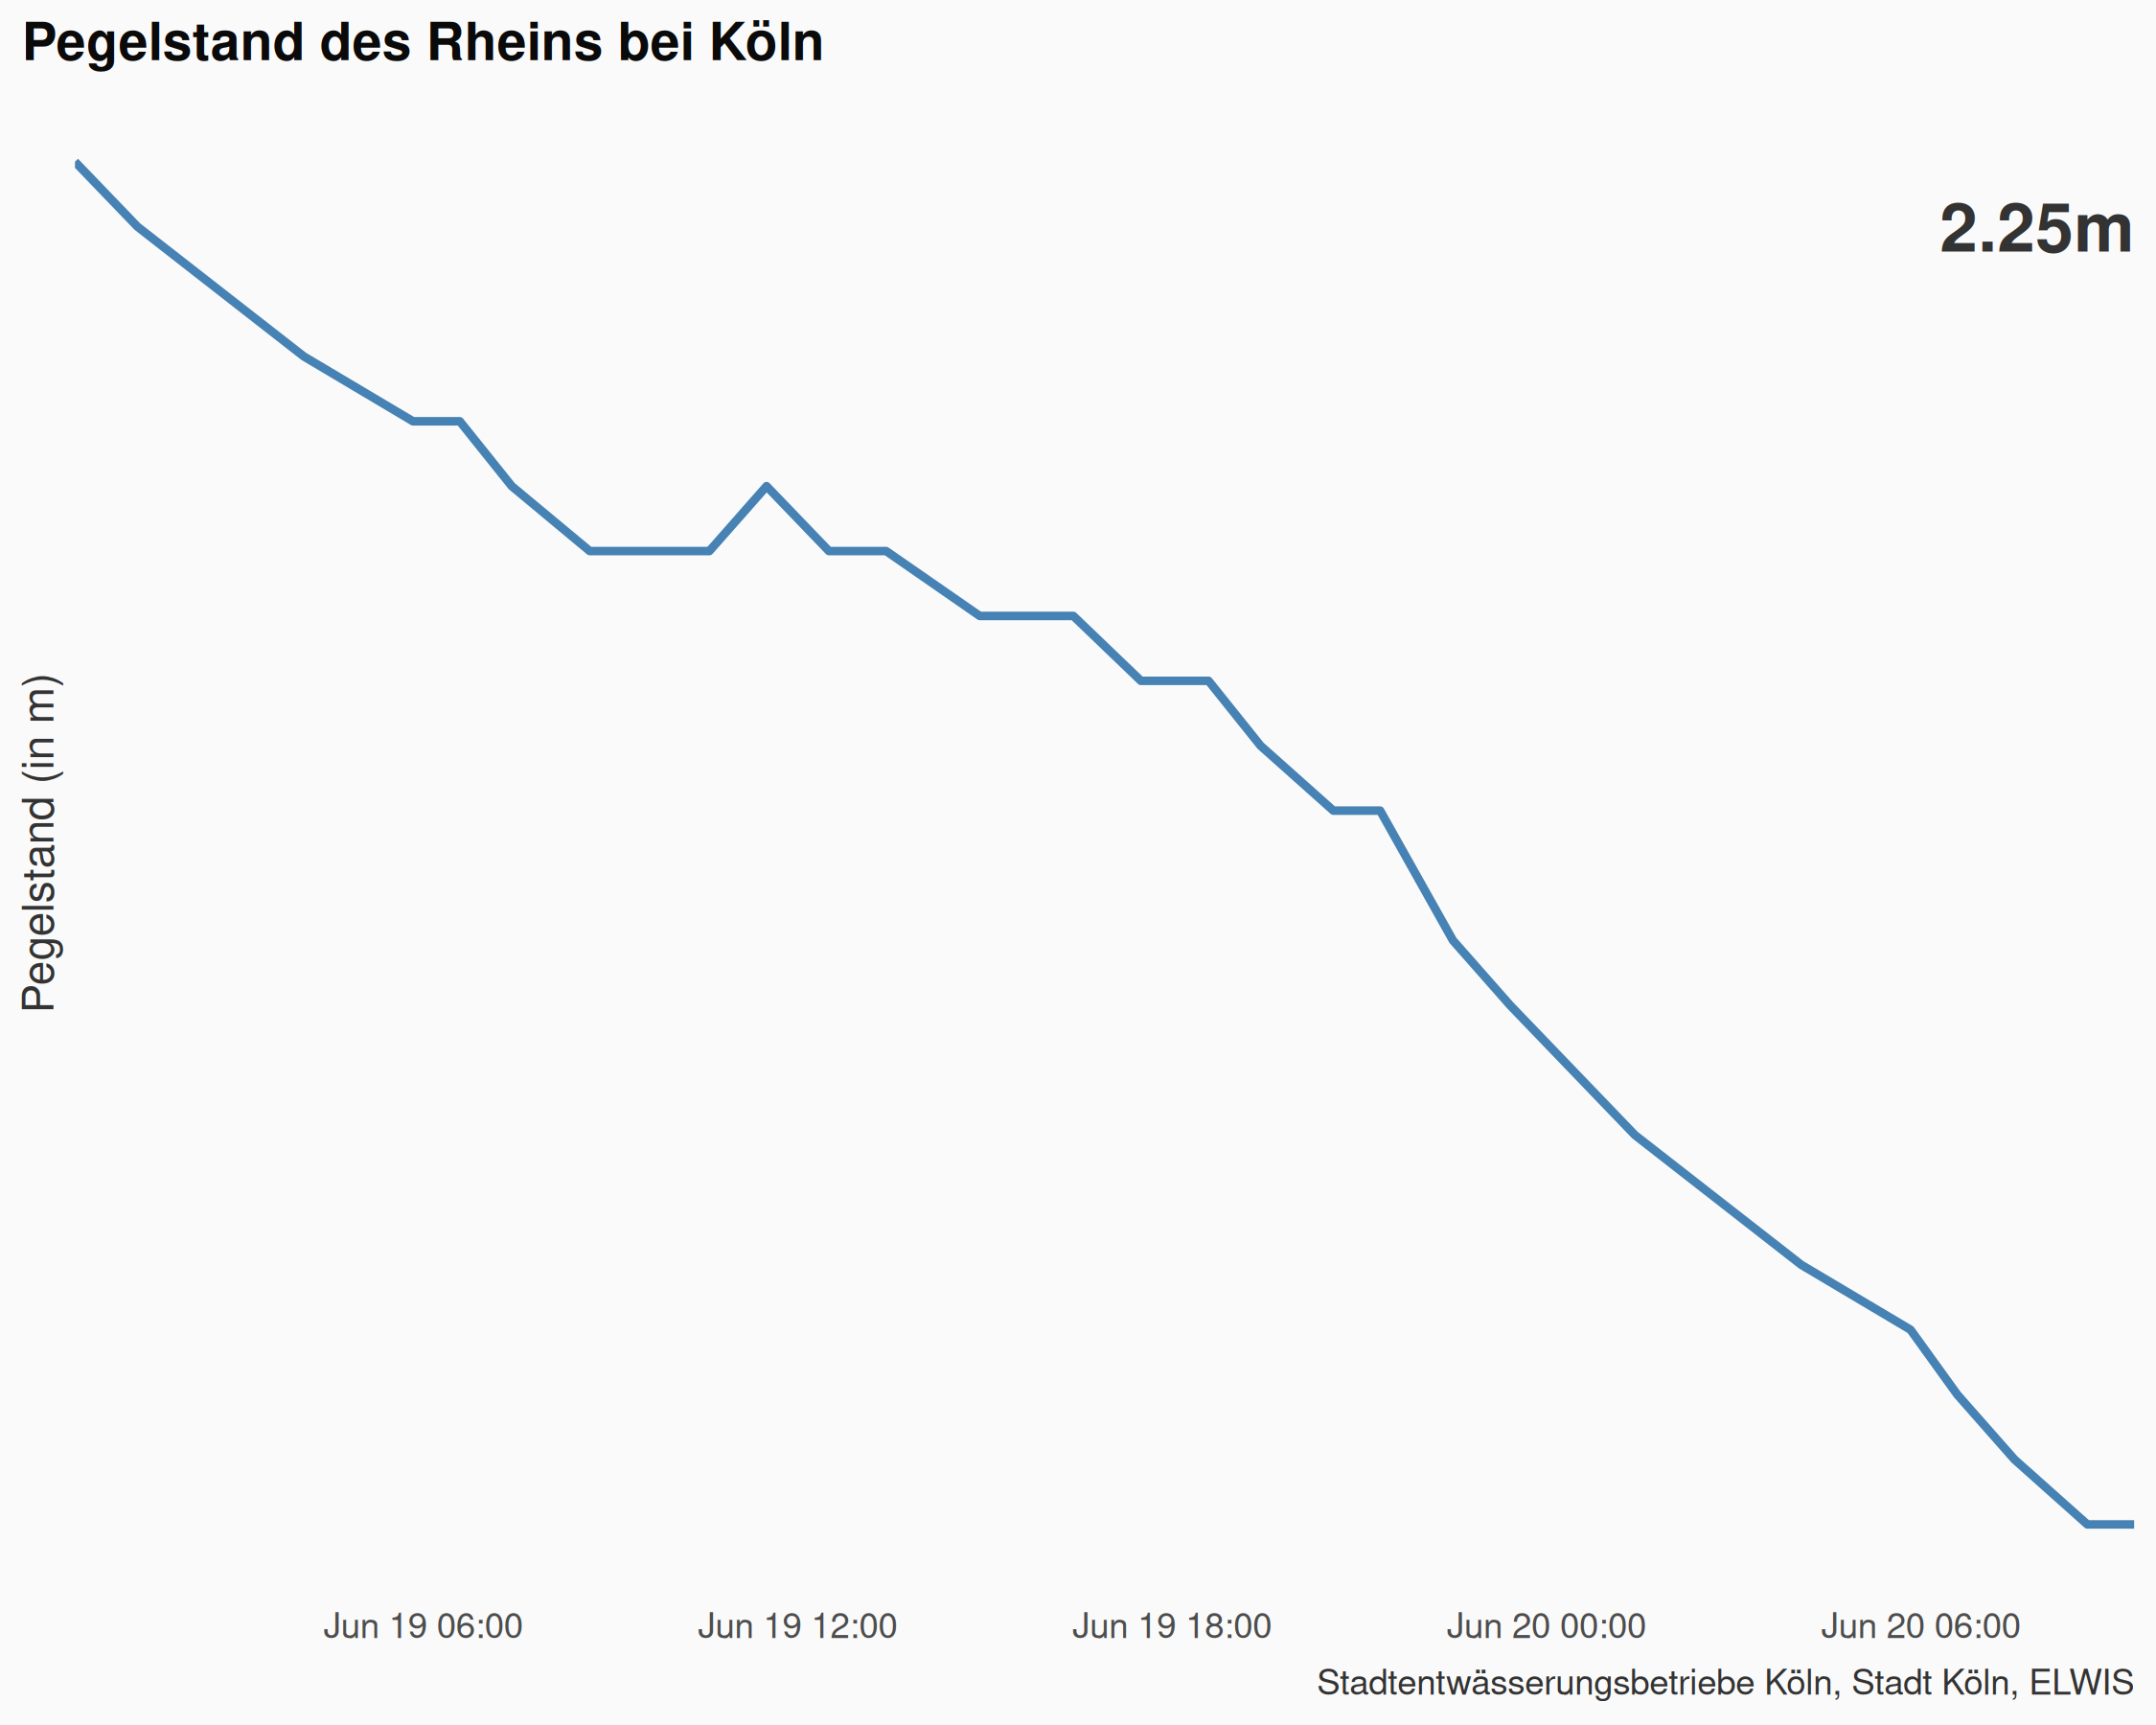 Pegelstand des Rheins bei Köln
2.25m
Pegelstand (in m)
Jun 19 06:00
Jun 19 12:00
Jun 19 18:00
Jun 20 00:00
Jun 20 06:00
Stadtentwässerungsbetriebe Köln, Stadt Köln, ELWIS